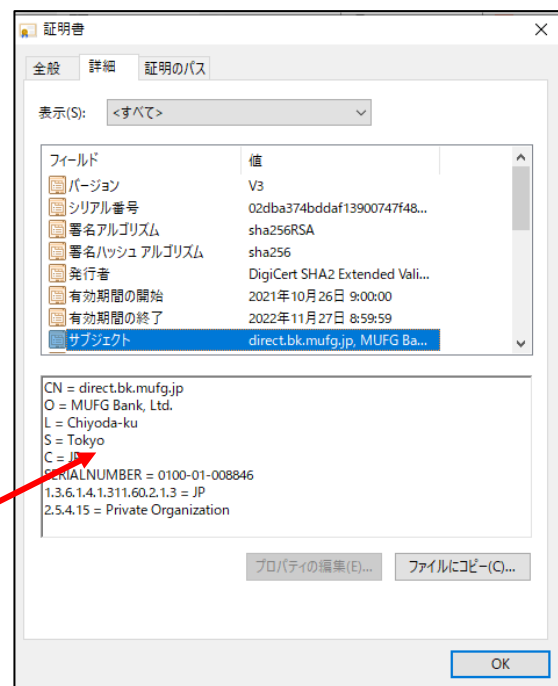 証明書
全般 詳細 証明のパス
表示(S): <すべて>
フィールド 値
バージョン V3
シリアル番号 02dba374bddaf13900747f48...
署名アルゴリズム sha256RSA
署名ハッシュ アルゴリズム sha256
発行者 DigiCert SHA2 Extended Vali...
有効期間の開始 2021年10月26日 9:00:00
有効期間の終了 2022年11月27日 8:59:59
サブジェクト direct.bk.mufg.jp, MUFG Ba...
CN = direct.bk.mufg.jp
O = MUFG Bank, Ltd.
L = Chiyoda-ku
S = Tokyo
C = JP
SERIALNUMBER = 0100-01-008846
1.3.6.1.4.1.311.60.2.1.3 = JP
2.5.4.15 = Private Organization
プロパティの編集(E)... ファイルにコピー(C)...
OK